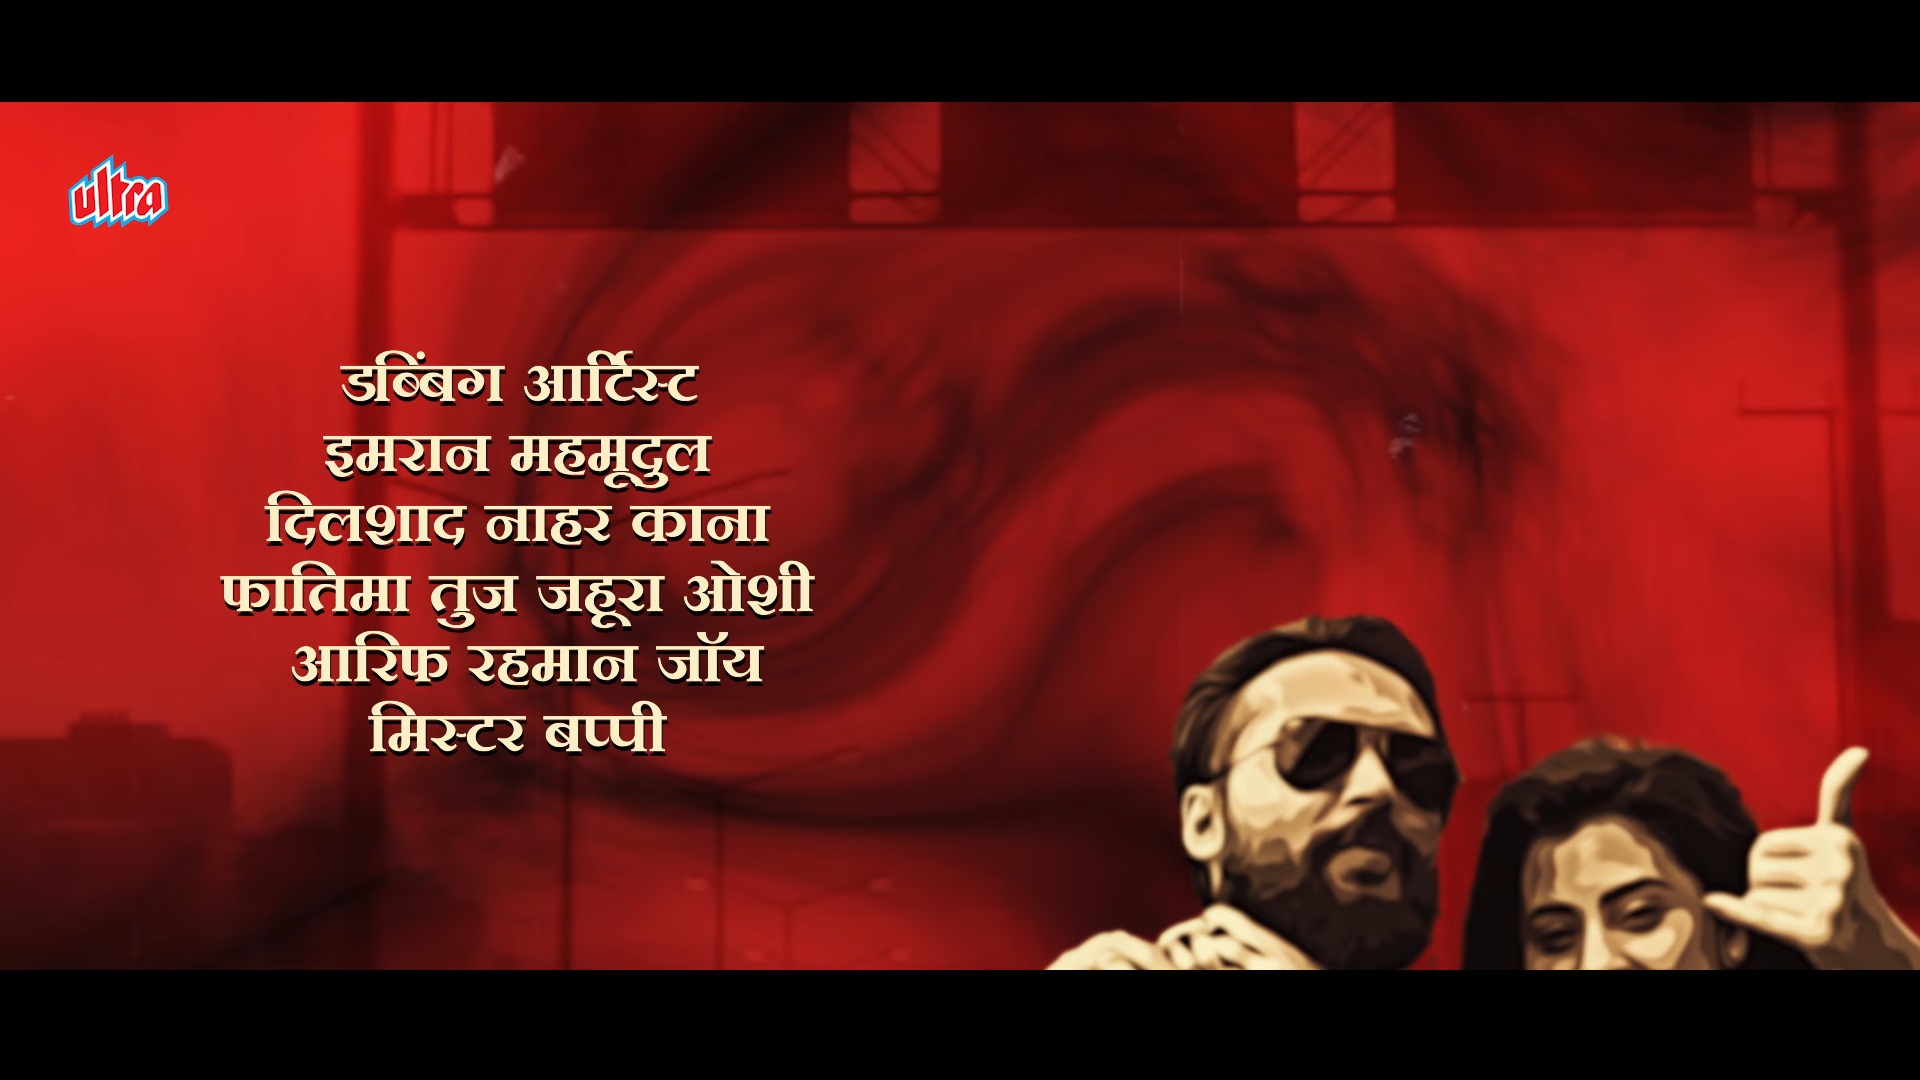 ultra
डब्बिंग आर्टिस्ट
इमरान महमूदुल
दिलशाद नाहर काना
फातिमा तुज जहूरा ओशी
आरिफ रहमान जॉय
मिस्टर बप्पी